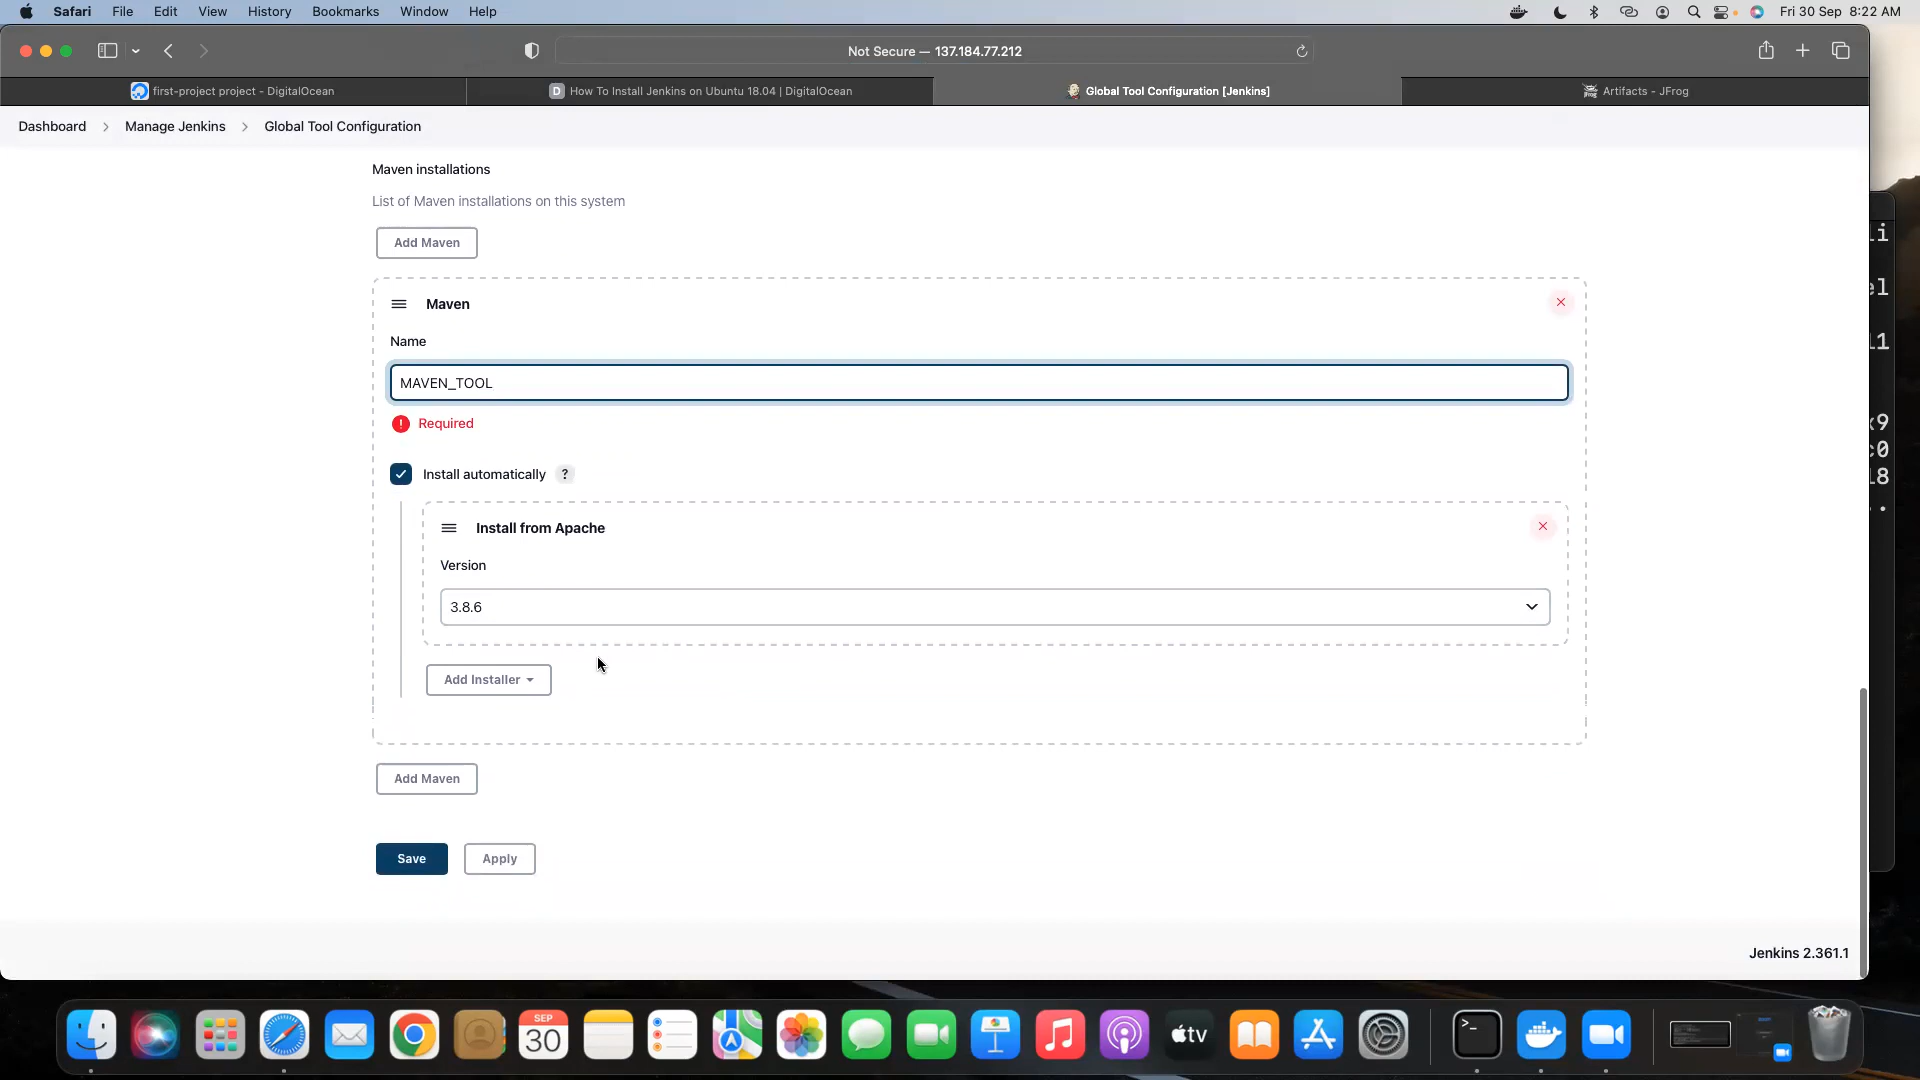 Safari File Edit View History Bookmarks Window Help Fri 30 Sep 8:22 AM
Not Secure — 137.184.77.212
first-project project - DigitalOcean
D How To Install Jenkins on Ubuntu 18.04 | DigitalOcean
Global Tool Configuration [Jenkins]
Artifacts - JFrog
Dashboard > Manage Jenkins > Global Tool Configuration
Maven installations
List of Maven installations on this system
Add Maven
Maven
Name
MAVEN_TOOL
! Required
Install automatically ?
Install from Apache
Version
3.8.6
Add Installer
Add Maven
Save Apply
Jenkins 2.361.1
SEP
30
tv